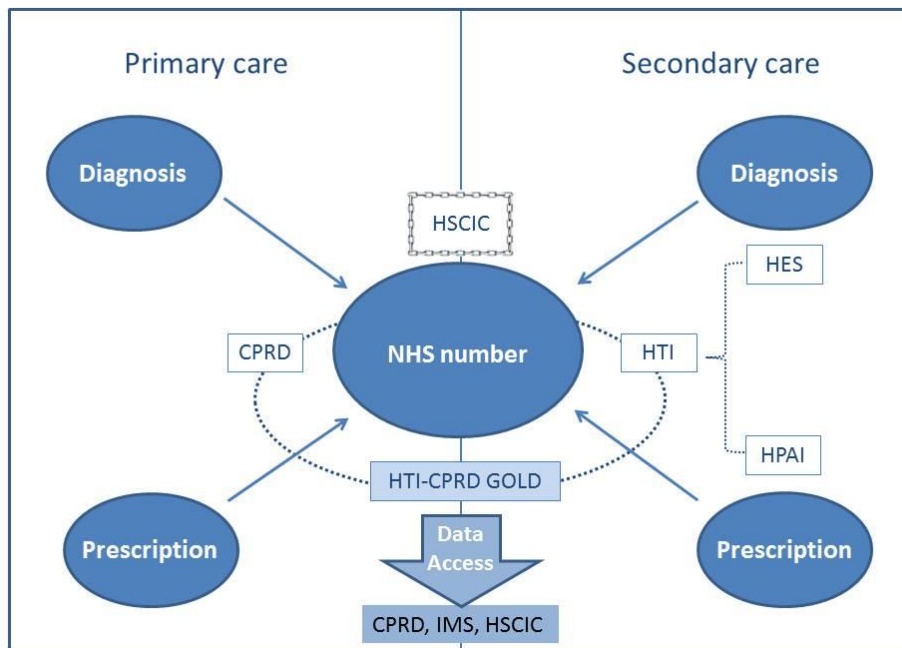 Primary care
Secondary care
Diagnosis
Diagnosis
HSCIC
HES
CPRD
NHS number
HTI
HPAI
HTI-CPRD GOLD
Prescription
Data
Access
Prescription
CPRD, IMS, HSCIC